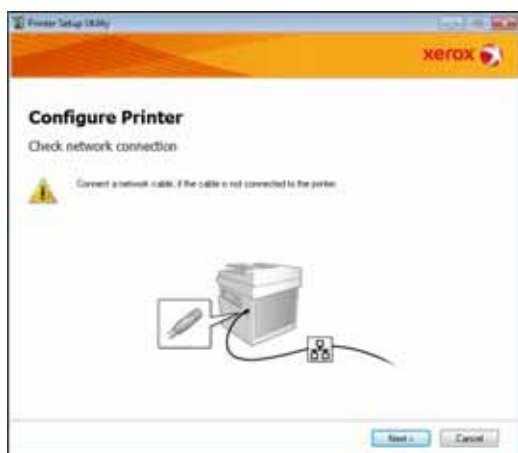 Printer Setup Utility
xerox
Configure Printer
Check network connection
Connect a network cable, if the cable is not connected to the printer.
Next >
Cancel